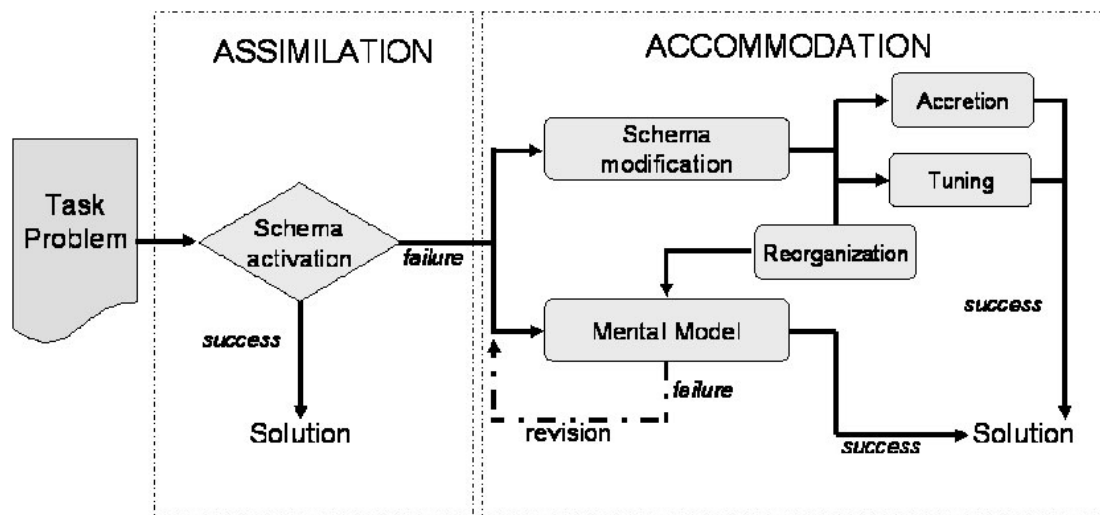 ASSIMILATION
ACCOMMODATION
Task
Problem
Schema
activation
failure
success
Solution
Schema
modification
Accretion
Tuning
Reorganization
Mental Model
failure
revision
success
success
Solution